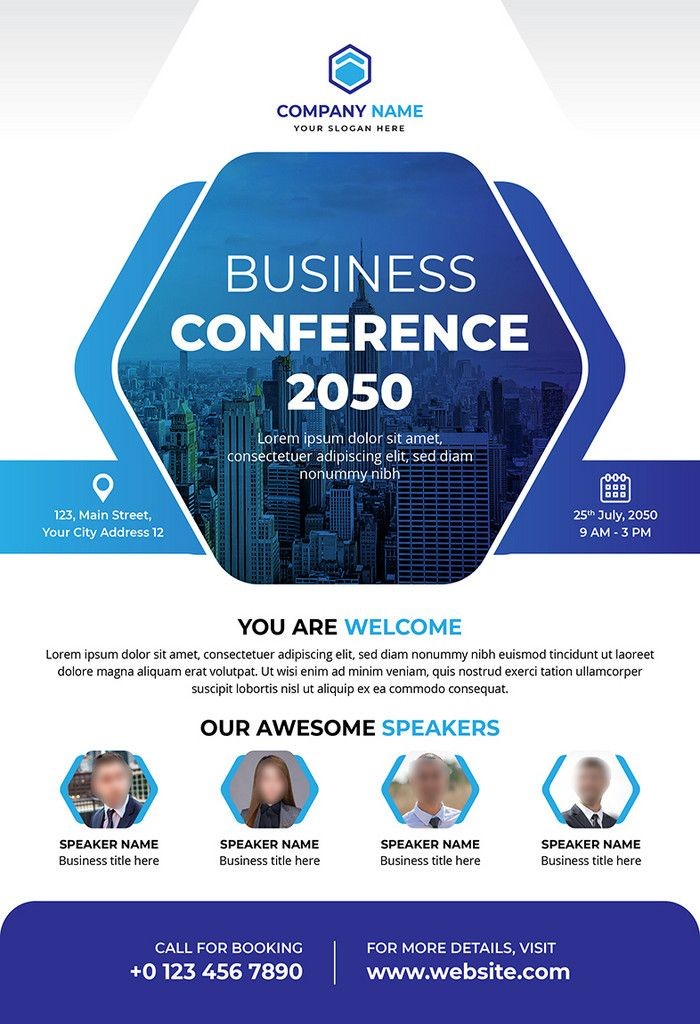 COMPANY NAME
YOUR SLOGAN HERE
BUSINESS
CONFERENCE
2050
Lorem ipsum dolor sit amet,
consectetuer adipiscing elit, sed diam
nonummy nibh
123, Main Street,
Your City Address 12
25th July, 2050
9 AM - 3 PM
YOU ARE WELCOME
Lorem ipsum dolor sit amet, consectetuer adipiscing elit, sed diam nonummy nibh euismod tincidunt ut laoreet
dolore magna aliquam erat volutpat. Ut wisi enim ad minim veniam, quis nostrud exerci tation ullamcorper
suscipit lobortis nisl ut aliquip ex ea commodo consequat.
OUR AWESOME SPEAKERS
SPEAKER NAME
Business title here
SPEAKER NAME
Business title here
SPEAKER NAME
Business title here
SPEAKER NAME
Business title here
CALL FOR BOOKING
+0 123 456 7890
FOR MORE DETAILS, VISIT
www.website.com